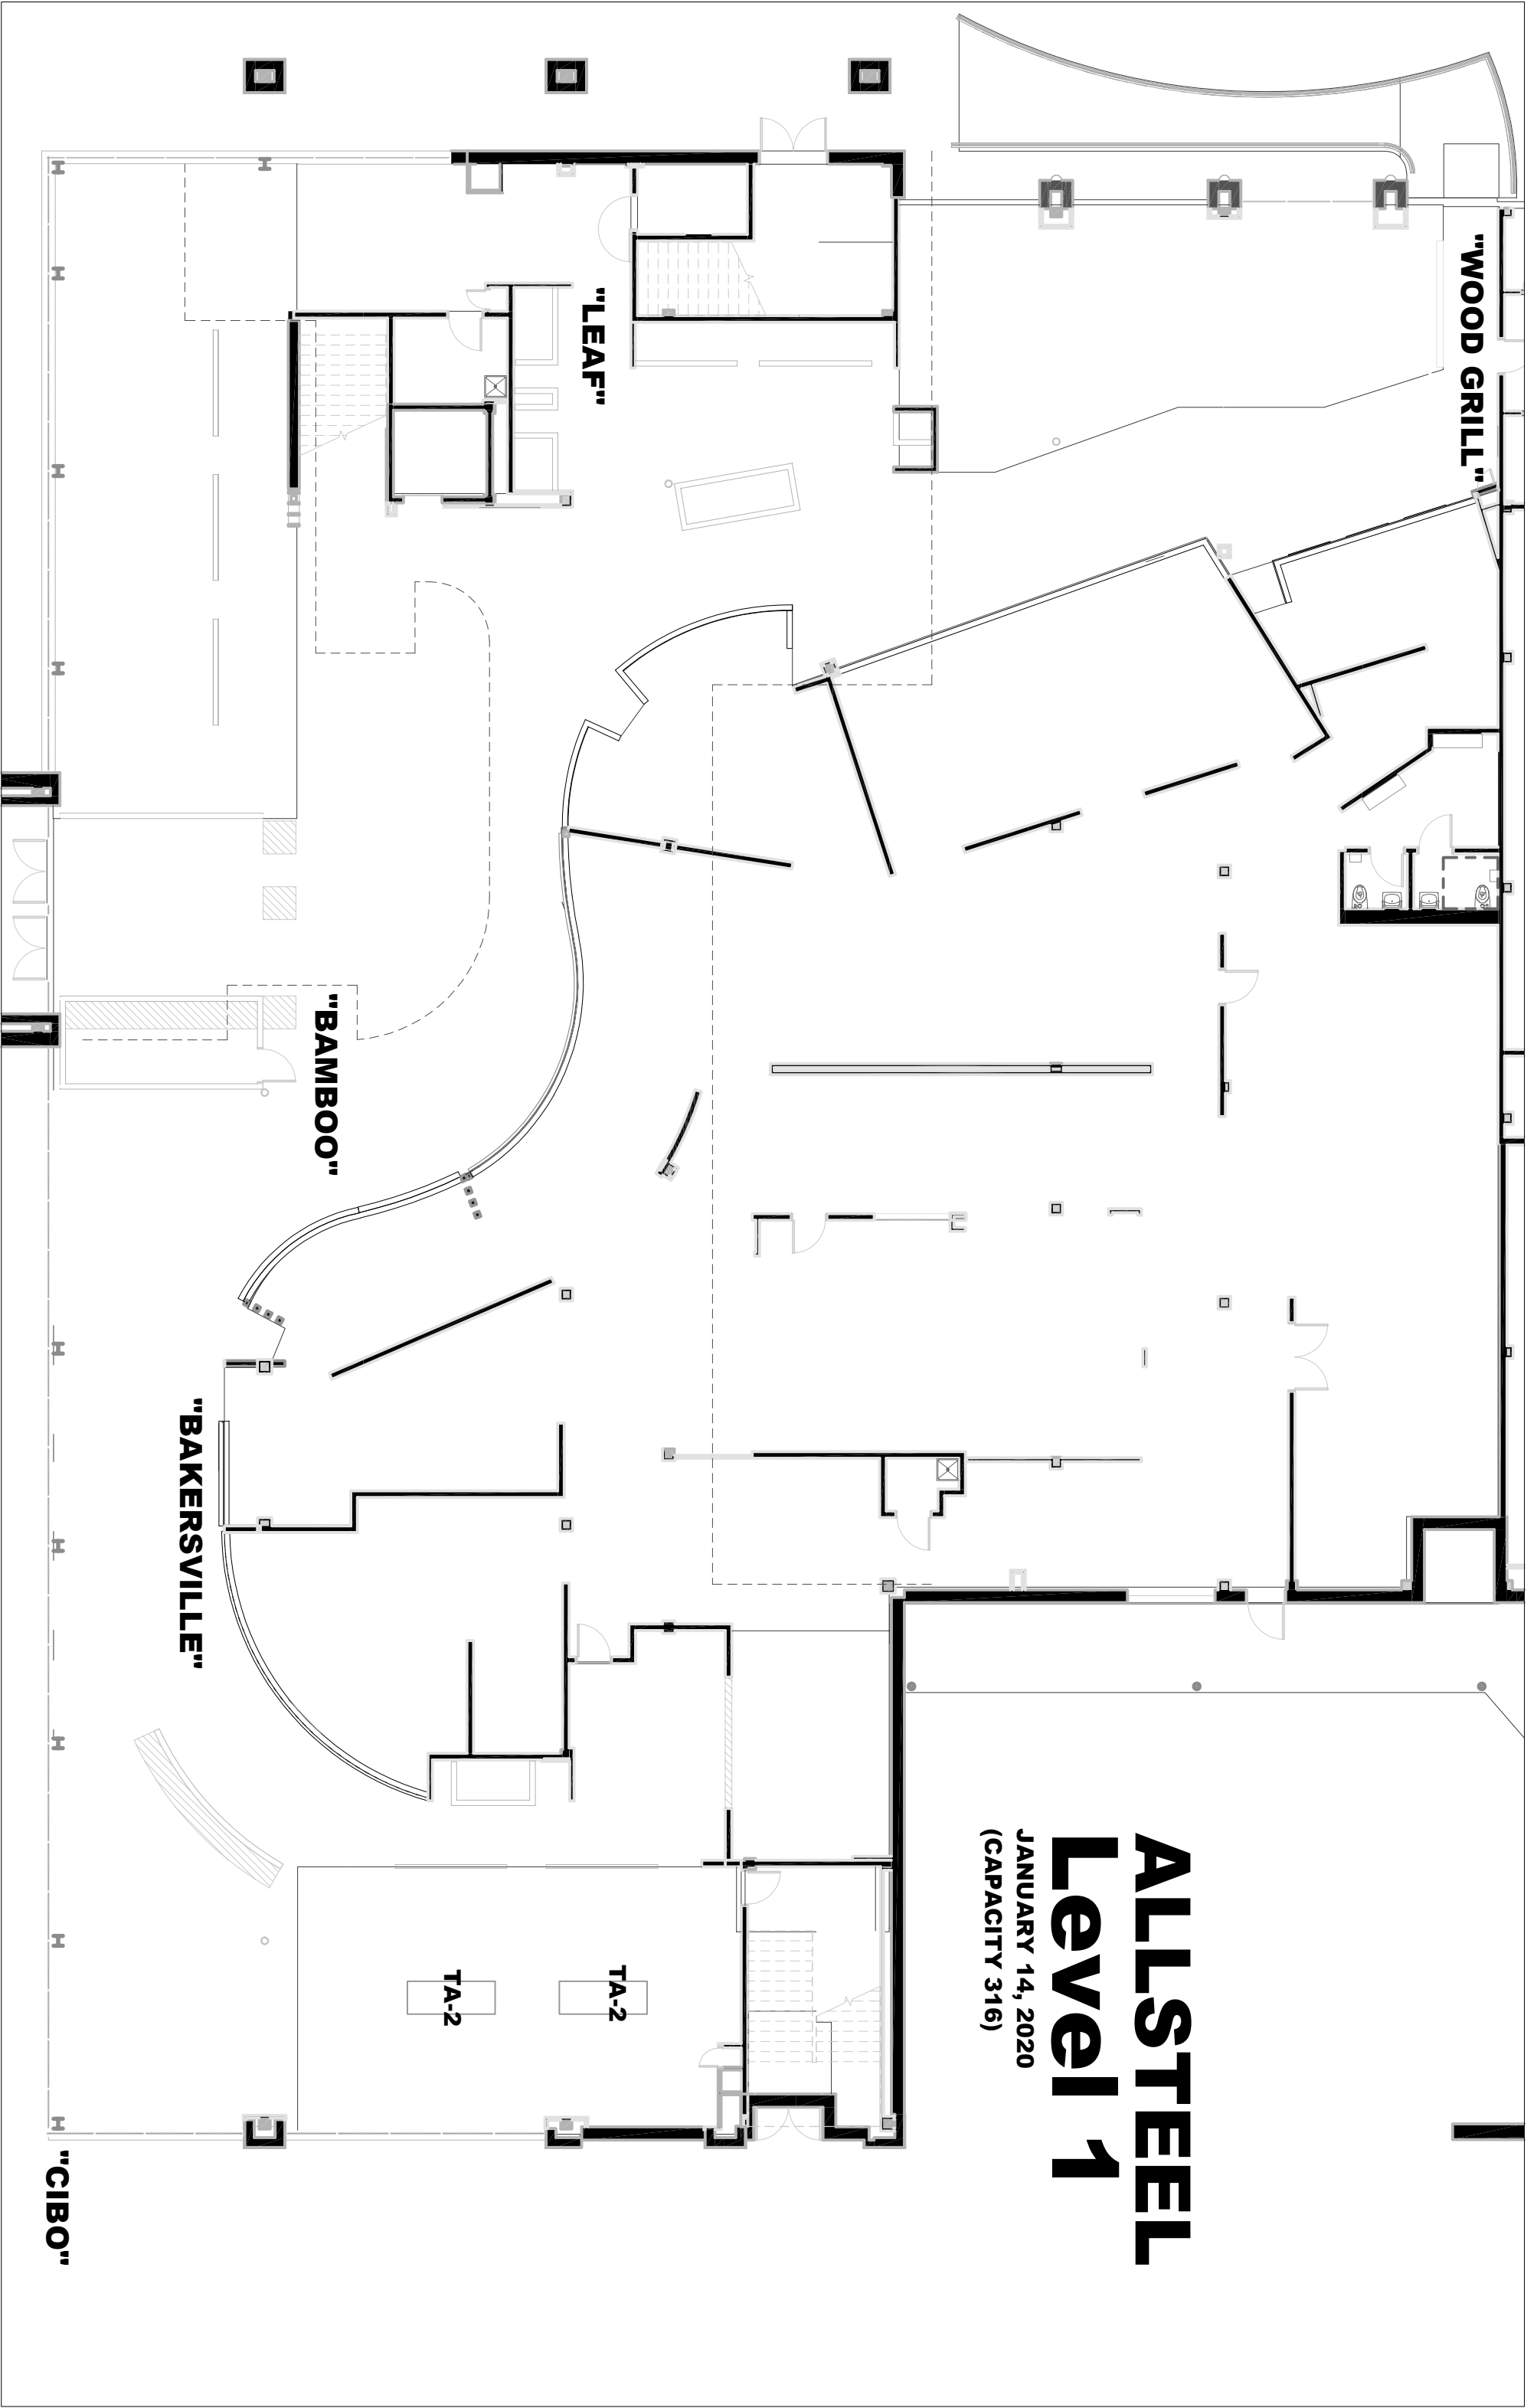 "WOOD GRILL"
"LEAF"
"BAMBOO"
"BAKERSVILLE"
TA-2
TA-2
"CIBO"
ALLSTEEL
Level 1
JANUARY 14, 2020
(CAPACITY 316)